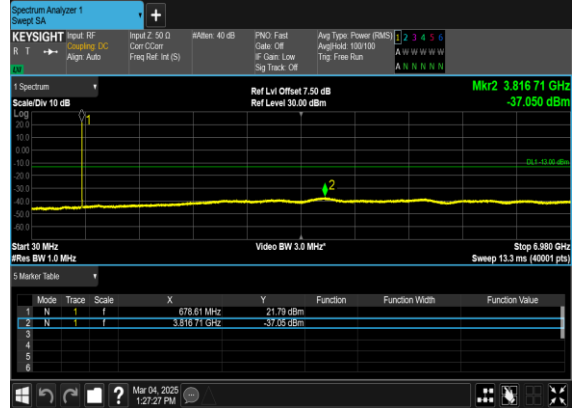 Spectrum Analyzer 1
Swept SA
KEYSIGHT Input: RF Input Z: 50 Ω #Atten: 40 dB PNO: Fast Avg Type: Power (RMS) 1 2 3 4 5 6
R T Coupling: DC Corr CCorr Gate: Off Avg|Hold: 100/100 A W W W W W
Align: Auto Freq Ref: Int (S) IF Gain: Low Trig: Free Run
Sig Track: Off A N N N N N
1 Spectrum Ref Lvl Offset 7.50 dB Mkr2 3.816 71 GHz
Scale/Div 10 dB Ref Level 30.00 dBm -37.050 dBm
Log
20.0
10.0
0.00
-10.0
-20.0
-30.0
-40.0
-50.0
-60.0
1
DL1 -13.00 dBm
2
Start 30 MHz Video BW 3.0 MHz* Stop 6.980 GHz
#Res BW 1.0 MHz Sweep 13.3 ms (40001 pts)
5 Marker Table
Mode Trace Scale X Y Function Function Width Function Value
1 N 1 f 678.61 MHz 21.79 dBm
2 N 1 f 3.816 71 GHz -37.05 dBm
3
4
5
6
? Mar 04, 2025
1:27:27 PM